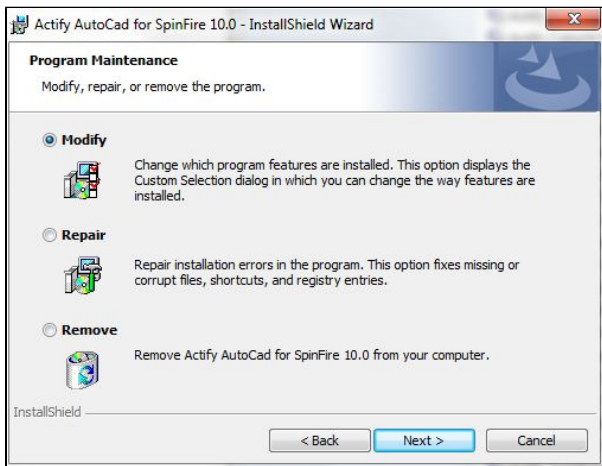 Actify AutoCad for SpinFire 10.0 - InstallShield Wizard
Program Maintenance
Modify, repair, or remove the program.
Modify
Change which program features are installed. This option displays the
Custom Selection dialog in which you can change the way features are
installed.
Repair
Repair installation errors in the program. This option fixes missing or
corrupt files, shortcuts, and registry entries.
Remove
Remove Actify AutoCad for SpinFire 10.0 from your computer.
InstallShield
< Back Next > Cancel